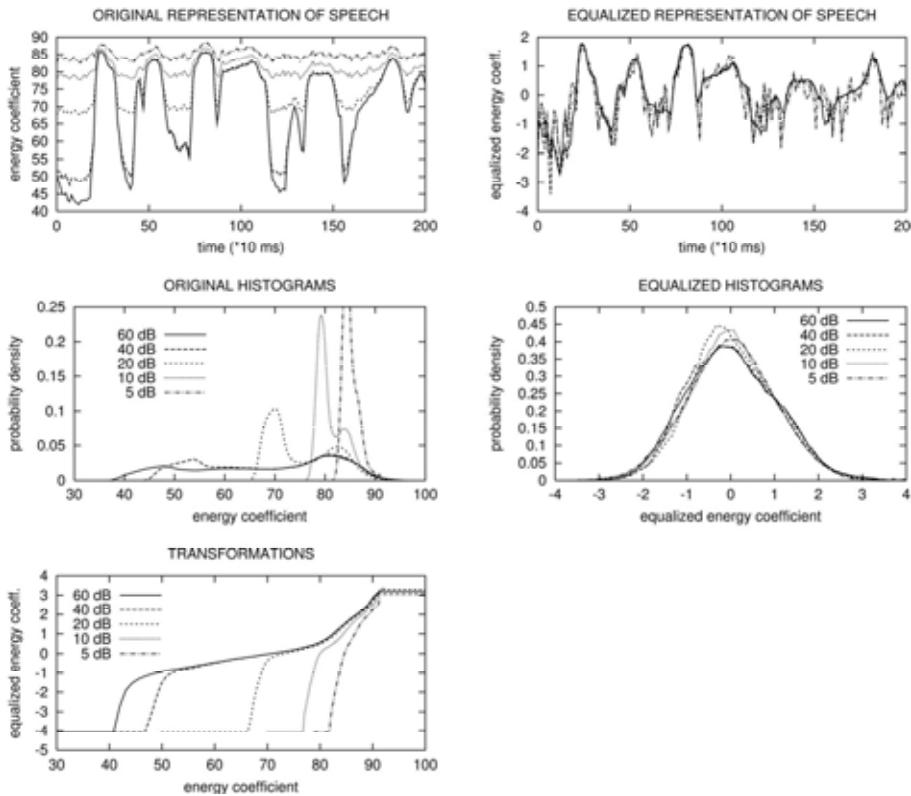 ORIGINAL REPRESENTATION OF SPEECH
energy coefficient
90
85
80
75
70
65
60
55
50
45
40
0 50 100 150 200
time (*10 ms)
EQUALIZED REPRESENTATION OF SPEECH
equalized energy coeff.
2
1
0
-1
-2
-3
-4
0 50 100 150 200
time (*10 ms)
ORIGINAL HISTOGRAMS
probability density
0.25
0.2
0.15
0.1
0.05
0
60 dB
40 dB
20 dB
10 dB
5 dB
30 40 50 60 70 80 90 100
energy coefficient
EQUALIZED HISTOGRAMS
probability density
0.5
0.45
0.4
0.35
0.3
0.25
0.2
0.15
0.1
0.05
0
60 dB
40 dB
20 dB
10 dB
5 dB
-4 -3 -2 -1 0 1 2 3 4
equalized energy coefficient
TRANSFORMATIONS
equalized energy coeff.
4
3
2
1
0
-1
-2
-3
-4
-5
60 dB
40 dB
20 dB
10 dB
5 dB
30 40 50 60 70 80 90 100
energy coefficient